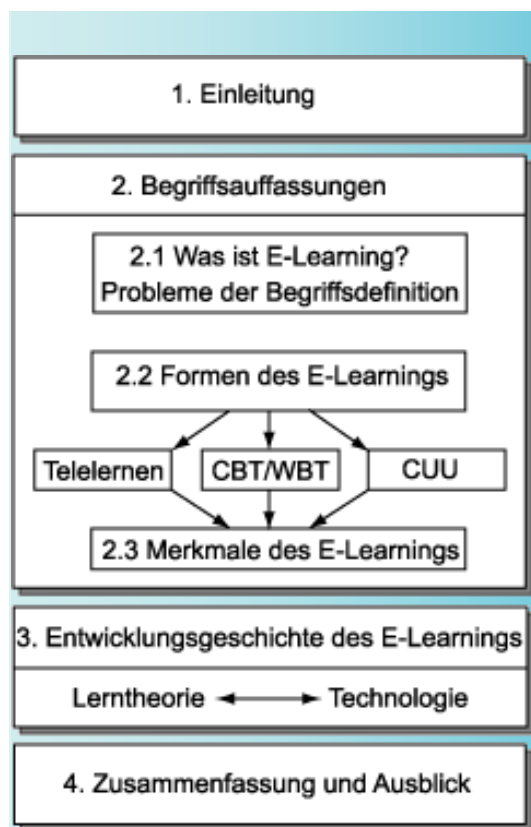 1. Einleitung
2. Begriffsauffassungen
2.1 Was ist E-Learning?
Probleme der Begriffsdefinition
2.2 Formen des E-Learnings
Telelernen CBT/WBT CUU
2.3 Merkmale des E-Learnings
3. Entwicklungsgeschichte des E-Learnings
Lerntheorie Technologie
4. Zusammenfassung und Ausblick